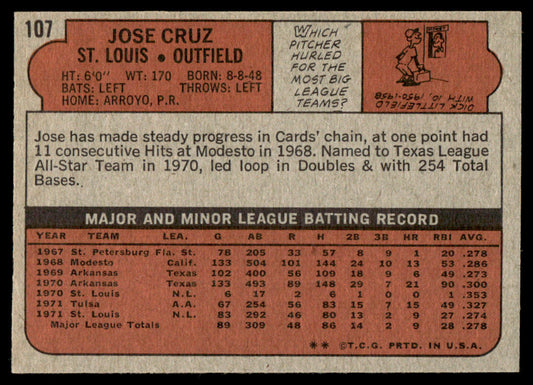 107
JOSE CRUZ
ST. LOUIS • OUTFIELD
HT: 6'0" WT: 170 BORN: 8-8-48
BATS: LEFT THROWS: LEFT
HOME: ARROYO, P.R.
WHICH
PITCHER
HURLED
FOR THE
MOST BIG
LEAGUE
TEAMS?
DICK LITTLEFIELD
WITH 10, 1950-1958
Jose has made steady progress in Cards' chain, at one point had
11 consecutive Hits at Modesto in 1968. Named to Texas League
All-Star Team in 1970, led loop in Doubles & with 254 Total
Bases.
MAJOR AND MINOR LEAGUE BATTING RECORD
YEAR TEAM LEA. G AB R H 2B 3B HR RBI AVG.
1967 St. Petersburg Fla. St. 78 205 33 57 8 9 1 20 .278
1968 Modesto Calif. 133 504 101 144 24 10 13 53 .286
1969 Arkansas Texas 102 400 56 109 18 9 6 49 .273
1970 Arkansas Texas 133 493 89 148 29 7 21 90 .300
1970 St. Louis N.L. 6 17 2 6 1 0 0 1 .353
1971 Tulsa A.A. 67 254 56 83 15 7 15 49 .327
1971 St. Louis N.L. 83 292 46 80 13 2 9 27 .274
Major League Totals 89 309 48 86 14 2 9 28 .278
** ©T.C.G. PRTD. IN U.S.A.